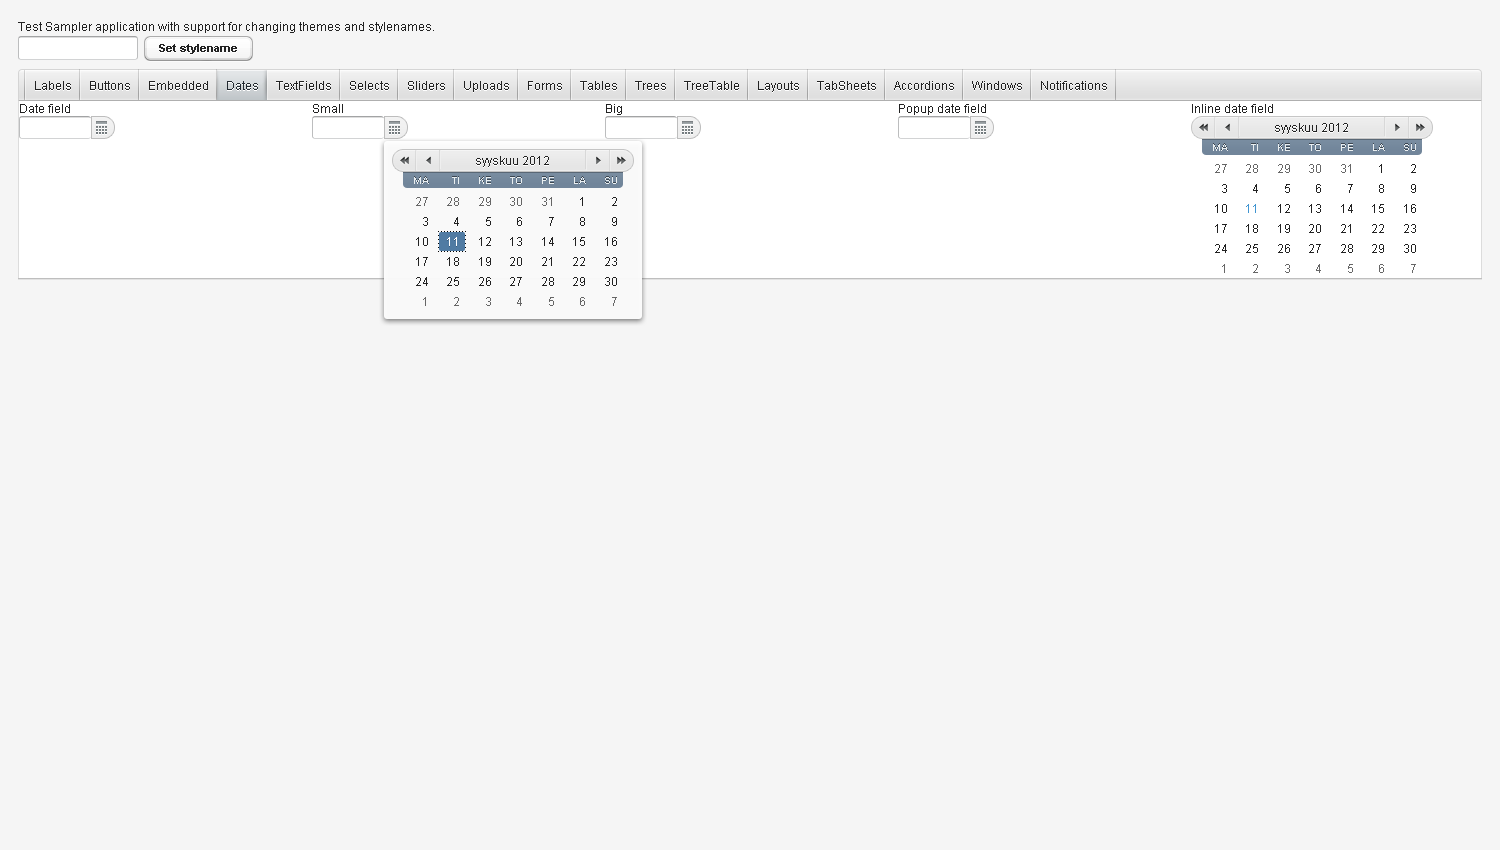 Test Sampler application with support for changing themes and stylenames.
Set stylename
Labels Buttons Embedded Dates TextFields Selects Sliders Uploads Forms Tables Trees TreeTable Layouts TabSheets Accordions Windows Notifications
Date field Small Big Popup date field Inline date field
syyskuu 2012
MA TI KE TO PE LA SU
27 28 29 30 31 1 2
3 4 5 6 7 8 9
10 11 12 13 14 15 16
17 18 19 20 21 22 23
24 25 26 27 28 29 30
1 2 3 4 5 6 7
syyskuu 2012
MA TI KE TO PE LA SU
27 28 29 30 31 1 2
3 4 5 6 7 8 9
10 11 12 13 14 15 16
17 18 19 20 21 22 23
24 25 26 27 28 29 30
1 2 3 4 5 6 7